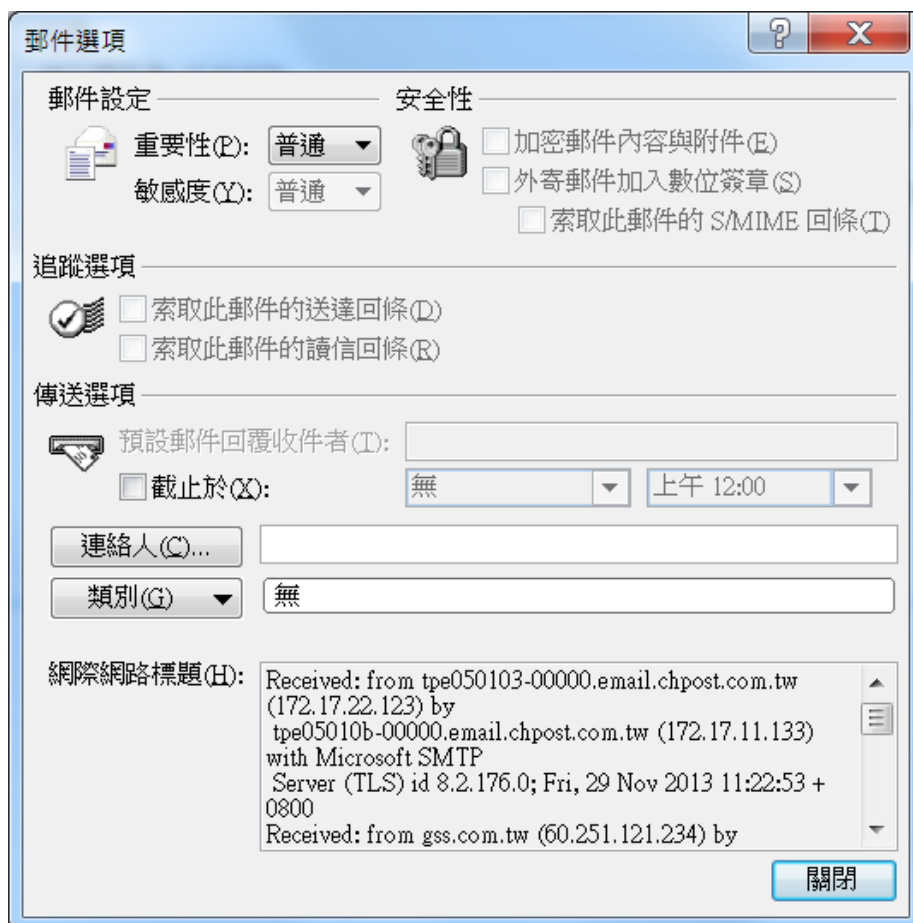 郵件選項
郵件設定
安全性
重要性(P): 普通
加密郵件內容與附件(E)
敏感度(Y): 普通
外寄郵件加入數位簽章(S)
索取此郵件的 S/MIME 回條(T)
追蹤選項
索取此郵件的送達回條(D)
索取此郵件的讀信回條(R)
傳送選項
預設郵件回覆收件者(T):
截止於(X): 無 上午 12:00
連絡人(C)...
類別(G) 無
網際網路標題(H):
Received: from tpe050103-00000.email.chpost.com.tw
(172.17.22.123) by
tpe05010b-00000.email.chpost.com.tw (172.17.11.133)
with Microsoft SMTP
Server (TLS) id 8.2.176.0; Fri, 29 Nov 2013 11:22:53 +
0800
Received: from gss.com.tw (60.251.121.234) by
關閉